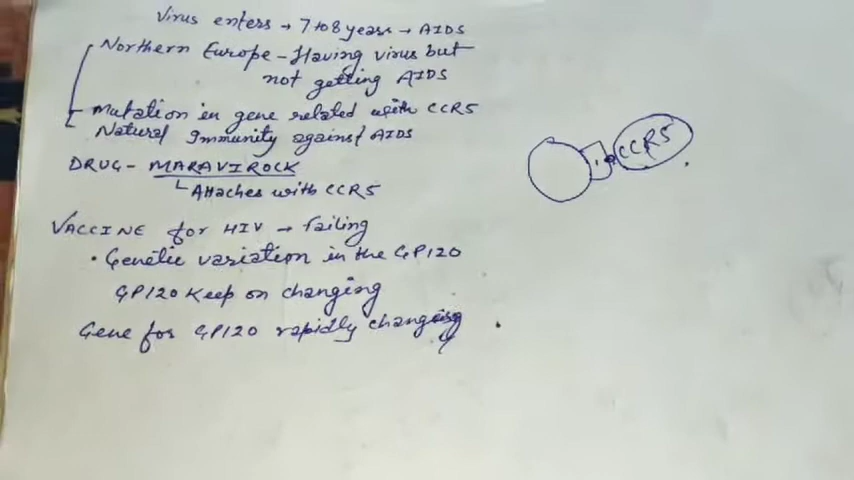 Virus enters → 7 to 8 years → AIDS
Northern Europe - Having virus but
not getting AIDS
Mutation in gene related with CCR5
Natural Immunity against AIDS
DRUG - MARAVIROCK
Attaches with CCR5
CCR5
VACCINE for HIV → failing
• Genetic variation in the GP120
GP120 Keep on changing
Gene for GP120 rapidly changing